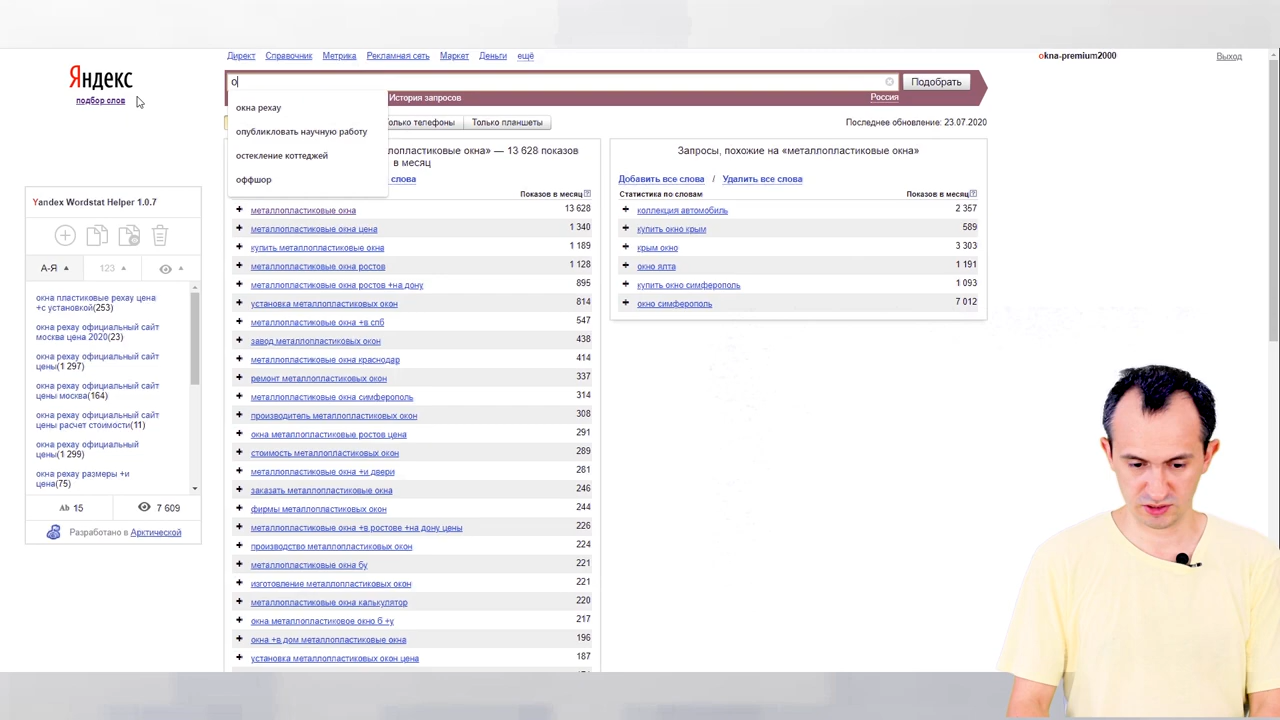 Директ Справочник Метрика Рекламная сеть Маркет Деньги ещё
okna-premium2000
Выход
Яндекс
подбор слов
о
Подобрать
История запросов
Россия
окна рехау
опубликловать научную работу
остекление коттеджей
оффшор
Только планшеты
Последнее обновление: 23.07.2020
Yandex Wordstat Helper 1.0.7
А-Я 123
окна пластиковые рехау цена
+с установкой(253)
окна рехау официальный сайт
москва цена 2020(23)
окна рехау официальный сайт
цены(1 297)
окна рехау официальный сайт
цены москва(164)
окна рехау официальный сайт
цены расчет стоимости(11)
окна рехау официальный
цены(1 299)
окна рехау размеры +и
цена(75)
Ab 15 7 609
Разработано в Арктической
окна» — 13 628 показов
в месяц
слова
Показов в месяц
металлопластиковые окна 13 628
металлопластиковые окна цена 1 340
купить металлопластиковые окна 1 189
металлопластиковые окна ростов 1 128
металлопластиковые окна ростов +на дону 895
установка металлопластиковых окон 814
металлопластиковые окна +в спб 547
завод металлопластиковых окон 438
металлопластиковые окна краснодар 414
ремонт металлопластиковых окон 337
металлопластиковые окна симферополь 314
производитель металлопластиковых окон 308
окна металлопластиковые ростов цена 291
стоимость металлопластиковых окон 289
металлопластиковые окна +и двери 281
заказать металлопластиковые окна 246
фирмы металлопластиковых окон 244
металлопластиковые окна +в ростове +на дону цены 226
производство металлопластиковых окон 224
металлопластиковые окна бу 221
изготовление металлопластиковых окон 221
металлопластиковые окна калькулятор 220
окна металлопластиковое окно б +у 217
окна +в дом металлопластиковые окна 196
установка металлопластиковых окон цена 187
Запросы, похожие на «металлопластиковые окна»
Добавить все слова / Удалить все слова
Статистика по словам Показов в месяц
коллекция автомобиль 2 357
купить окно крым 589
крым окно 3 303
окно ялта 1 191
купить окно симферополь 1 093
окно симферополь 7 012